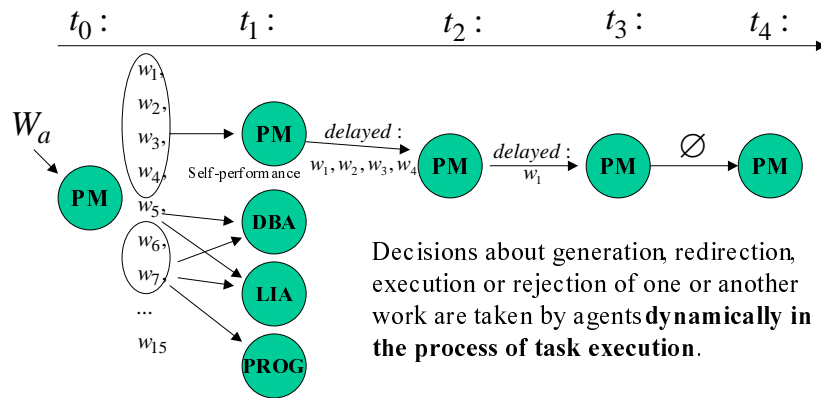 t0 : t1 : t2 : t3 : t4 :
w1,
w2,
w3,
w4,
w5,
w6,
w7,
...
w15
Wa
PM
PM
Self-performance
DBA
LIA
PROG
delayed :
w1, w2, w3, w4
PM
delayed :
w1
PM
∅
PM
Decisions about generation, redirection,
execution or rejection of one or another
work are taken by agents dynamically in
the process of task execution.